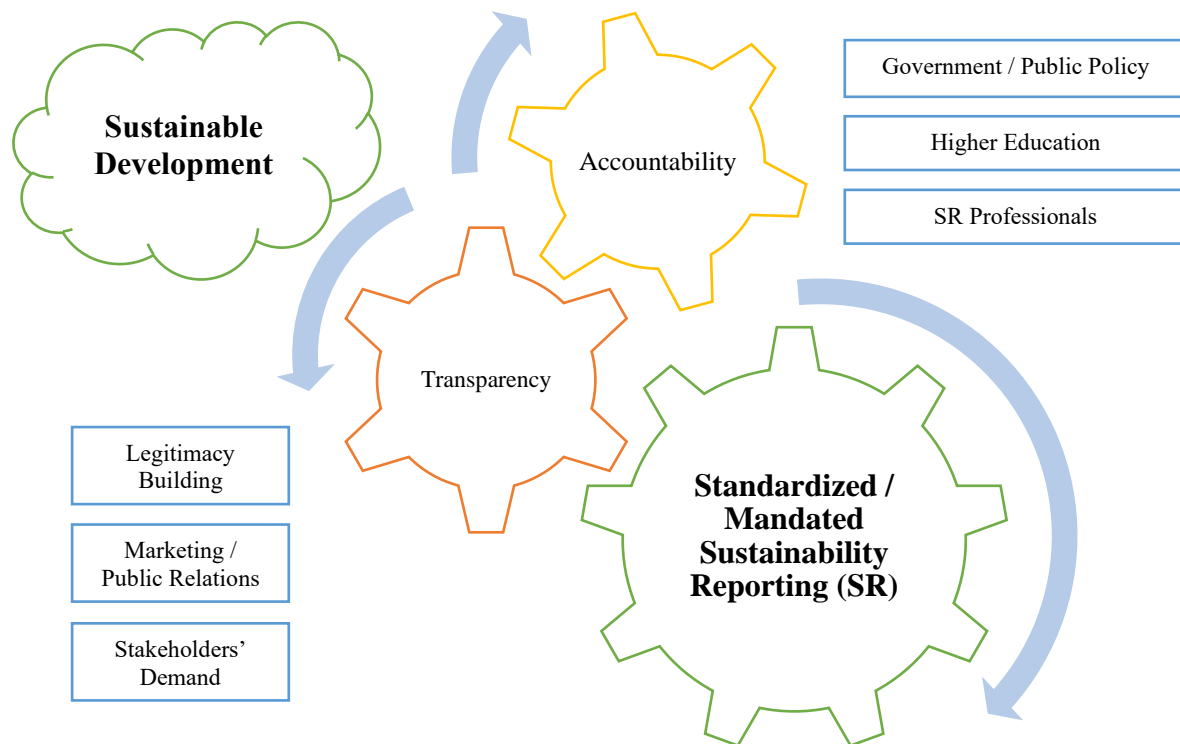 Sustainable
Development
Accountability
Government / Public Policy
Higher Education
SR Professionals
Transparency
Legitimacy
Building
Marketing /
Public Relations
Stakeholders’
Demand
Standardized /
Mandated
Sustainability
Reporting (SR)